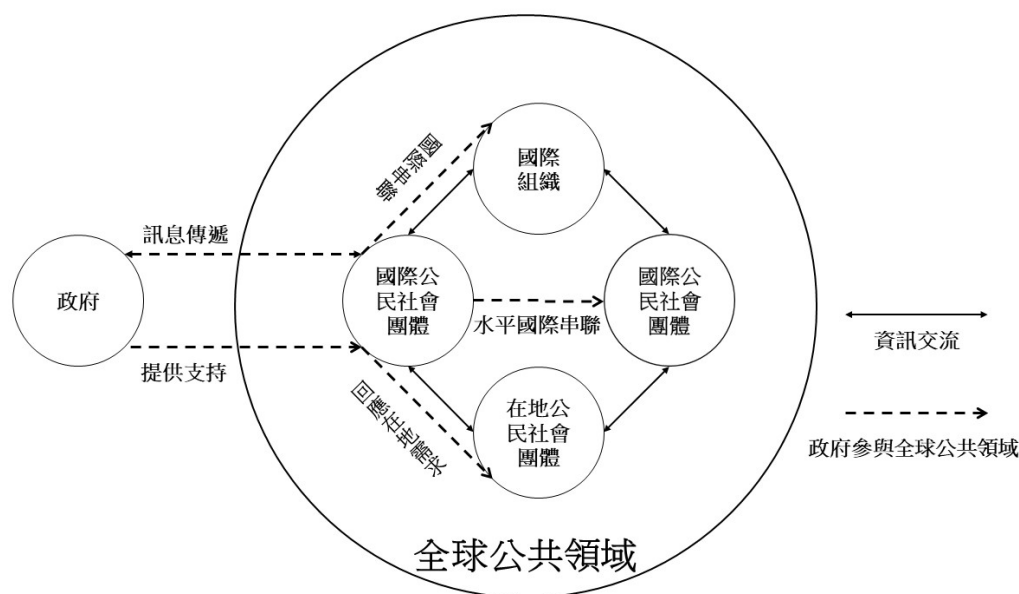 國際
組織
國際串聯
訊息傳遞
政府
國際公
民社會
團體
水平國際串聯
國際公
民社會
團體
提供支持
回應在地需求
在地公
民社會
團體
全球公共領域
資訊交流
政府參與全球公共領域